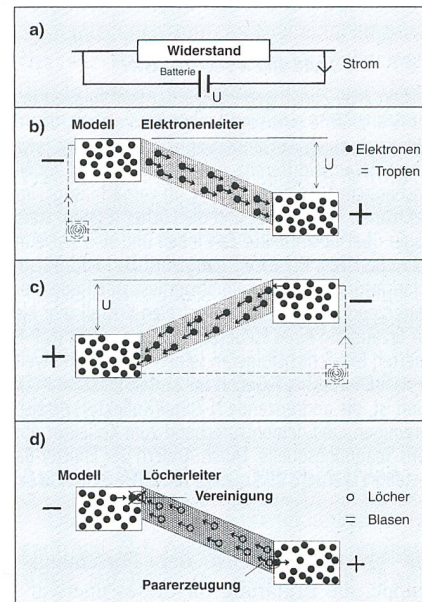 a)
Widerstand
Batterie
Strom
U
b) Modell Elektronenleiter
− U ● Elektronen
= Tropfen
+
c)
U −
+
d)
Modell Löcherleiter
− Vereinigung ○ Löcher
= Blasen
Paarerzeugung +